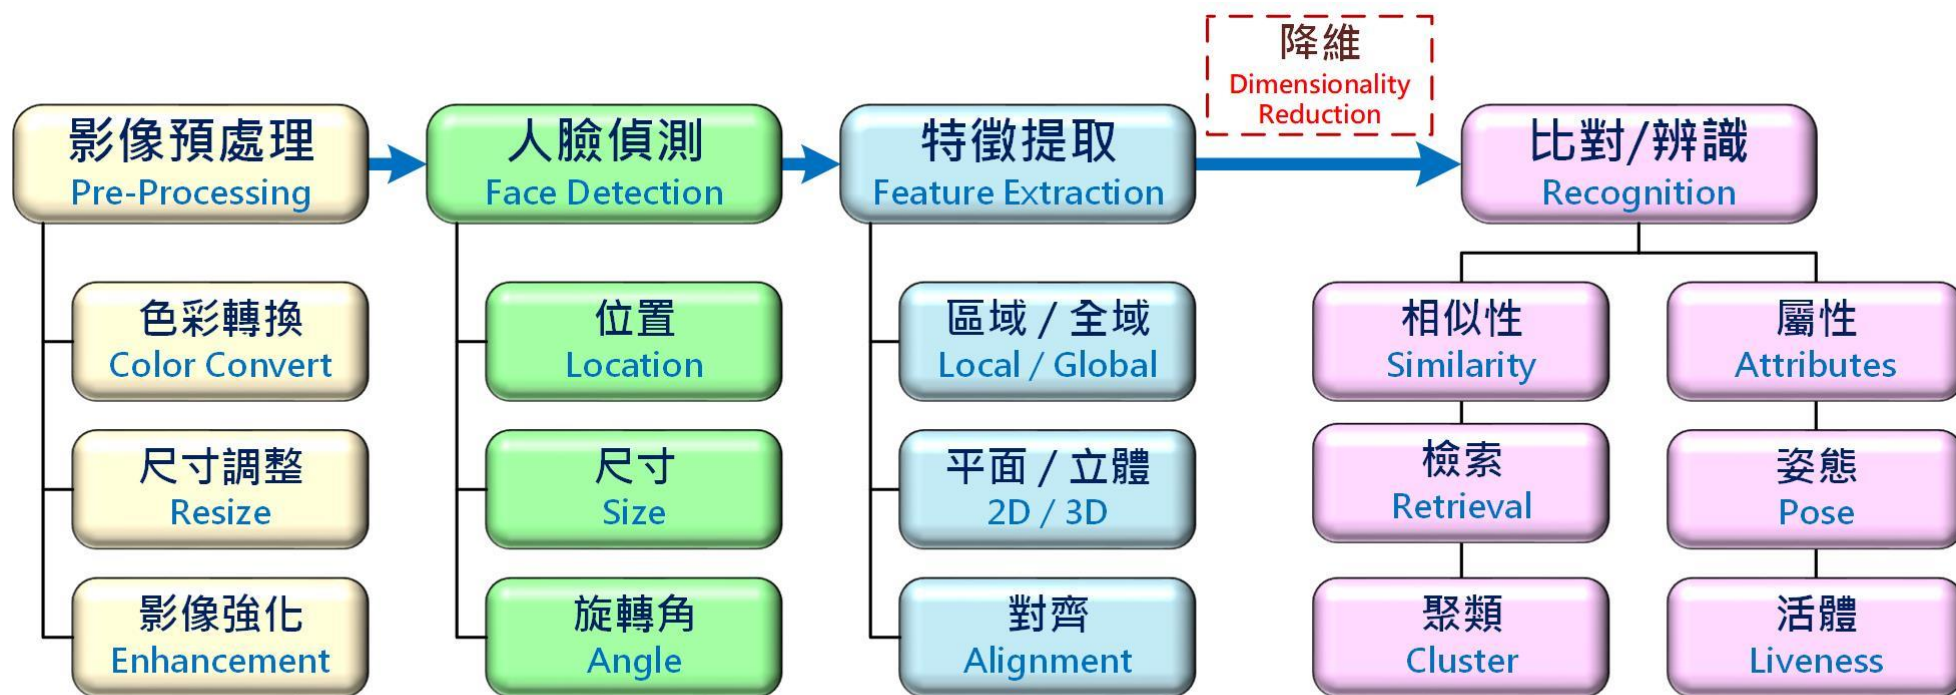 降維
Dimensionality
Reduction
影像預處理
Pre-Processing
人臉偵測
Face Detection
特徵提取
Feature Extraction
比對/辨識
Recognition
色彩轉換
Color Convert
尺寸調整
Resize
影像強化
Enhancement
位置
Location
尺寸
Size
旋轉角
Angle
區域 / 全域
Local / Global
平面 / 立體
2D / 3D
對齊
Alignment
相似性
Similarity
檢索
Retrieval
聚類
Cluster
屬性
Attributes
姿態
Pose
活體
Liveness